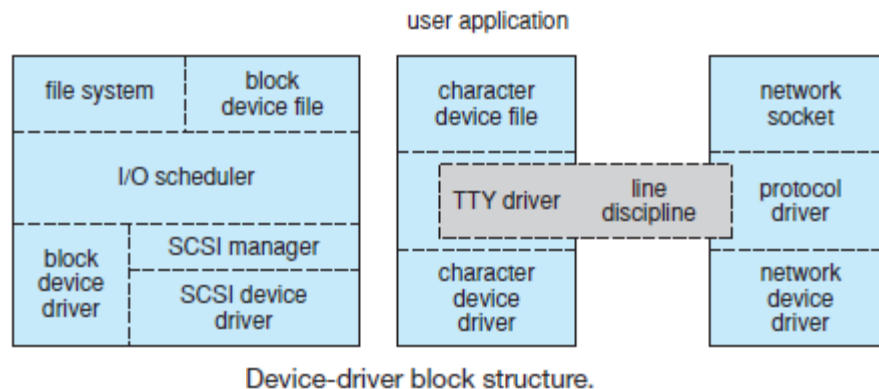 user application
file system
block
device file
I/O scheduler
block
device
driver
SCSI manager
SCSI device
driver
character
device file
TTY driver
line
discipline
character
device
driver
network
socket
protocol
driver
network
device
driver
Device-driver block structure.